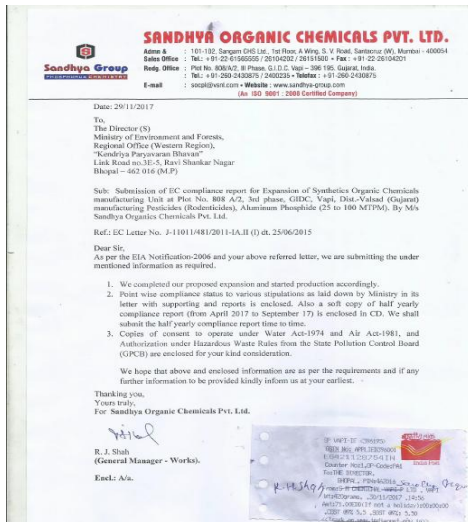 SANDHYA ORGANIC CHEMICALS PVT. LTD.
Admn & : 101-102, Sangam CHS Ltd., 1st Floor, A Wing, S. V. Road, Santacruz (W), Mumbai - 400054
Sales Office : Tel.: +91-22-61565555 / 26104202 / 26151500 • Fax : +91-22-26104201
Redg. Office : Plot No. 808/A/2, III Phase, G.I.D.C. Vapi – 396 195. Gujarat, India.
: Tel. : +91-260-2430875 / 2400235 • Telefax : +91-260-2430875
E-mail : socpl@vsnl.com • Website : www.sandhya-group.com
(An ISO 9001 : 2008 Certified Company)
Sandhya Group
PHOSPHORUS CHEMISTRY
Date: 29/11/2017
To,
The Director (S)
Ministry of Environment and Forests,
Regional Office (Western Region),
"Kendriya Paryavaran Bhavan"
Link Road no.3E-5, Ravi Shankar Nagar
Bhopal – 462 016 (M.P)
Sub: Submission of EC compliance report for Expansion of Synthetics Organic Chemicals
manufacturing Unit at Plot No. 808 A/2, 3rd phase, GIDC, Vapi, Dist.-Valsad (Gujarat)
manufacturing Pesticides (Rodenticides), Aluminum Phosphide (25 to 100 MTPM). By M/s
Sandhya Organics Chemicals Pvt. Ltd.
Ref.: EC Letter No. J-11011/481/2011-IA.II (I) dt. 25/06/2015
Dear Sir,
As per the EIA Notification-2006 and your above referred letter, we are submitting the under
mentioned information as required.
1. We completed our proposed expansion and started production accordingly.
2. Point wise compliance status to various stipulations as laid down by Ministry in its
letter with supporting and reports is enclosed. Also a soft copy of half yearly
compliance report (from April 2017 to September 17) is enclosed in CD. We shall
submit the half yearly compliance report time to time.
3. Copies of consent to operate under Water Act-1974 and Air Act-1981, and
Authorization under Hazardous Waste Rules from the State Pollution Control Board
(GPCB) are enclosed for your kind consideration.
We hope that above and enclosed information are as per the requirements and if any
further information to be provided kindly inform us at your earliest.
Thanking you,
Yours truly,
For Sandhya Organic Chemicals Pvt. Ltd.
R. J. Shah
(General Manager - Works).
Encl.: A/a.
India Post
To:THE DIRECTOR,